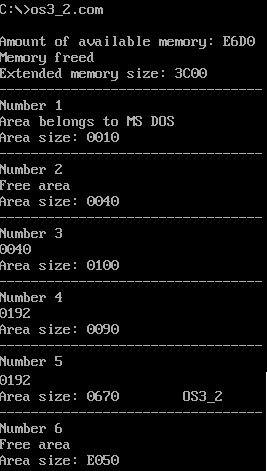 C:\>os3_2.com
Amount of available memory: E6D0
Memory freed
Extended memory size: 3C00
----------------------------------
Number 1
Area belongs to MS DOS
Area size: 0010
----------------------------------
Number 2
Free area
Area size: 0040
----------------------------------
Number 3
0040
Area size: 0100
----------------------------------
Number 4
0192
Area size: 0090
----------------------------------
Number 5
0192
Area size: 0670 OS3_2
----------------------------------
Number 6
Free area
Area size: E050